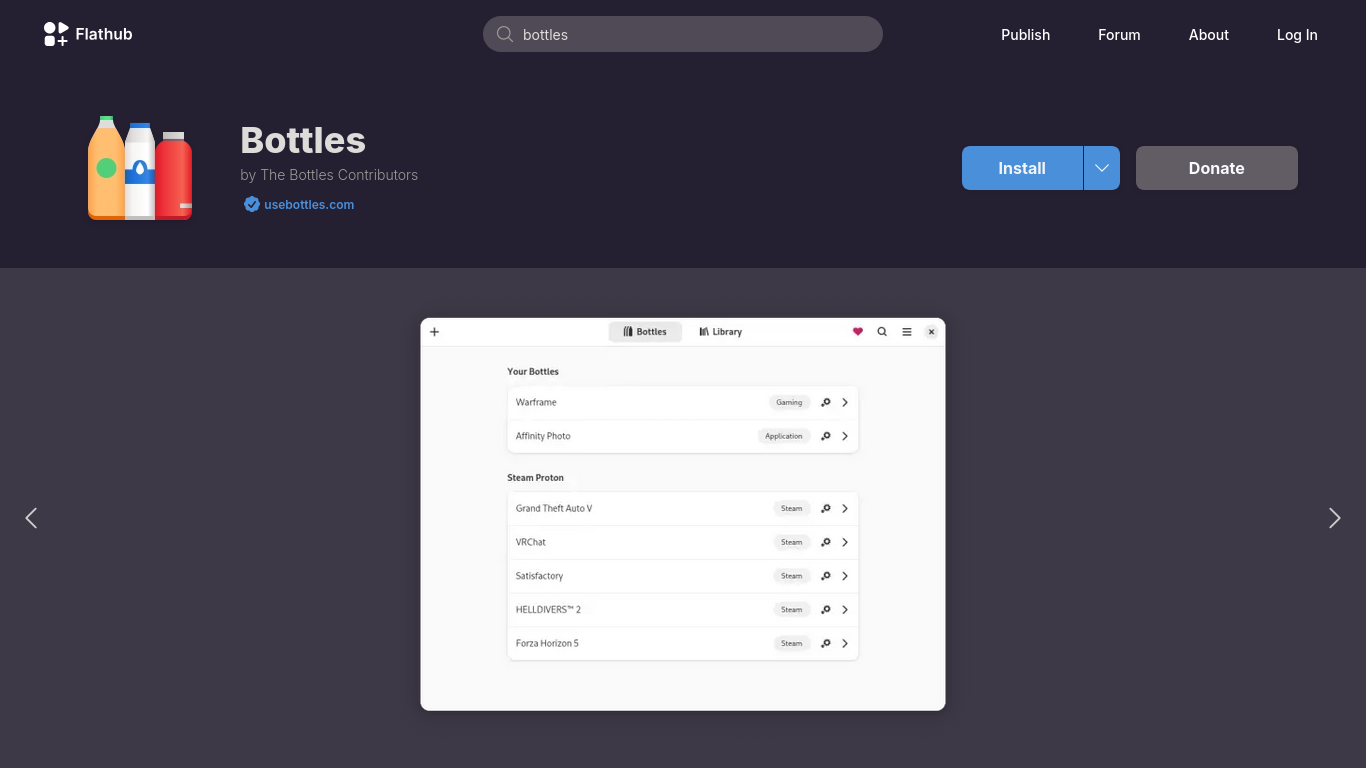 Flathub
bottles
Publish
Forum
About
Log In
Bottles
by The Bottles Contributors
usebottles.com
Install
Donate
Bottles
Library
Your Bottles
Warframe
Gaming
Affinity Photo
Application
Steam Proton
Grand Theft Auto V
Steam
VRChat
Steam
Satisfactory
Steam
HELLDIVERS™ 2
Steam
Forza Horizon 5
Steam